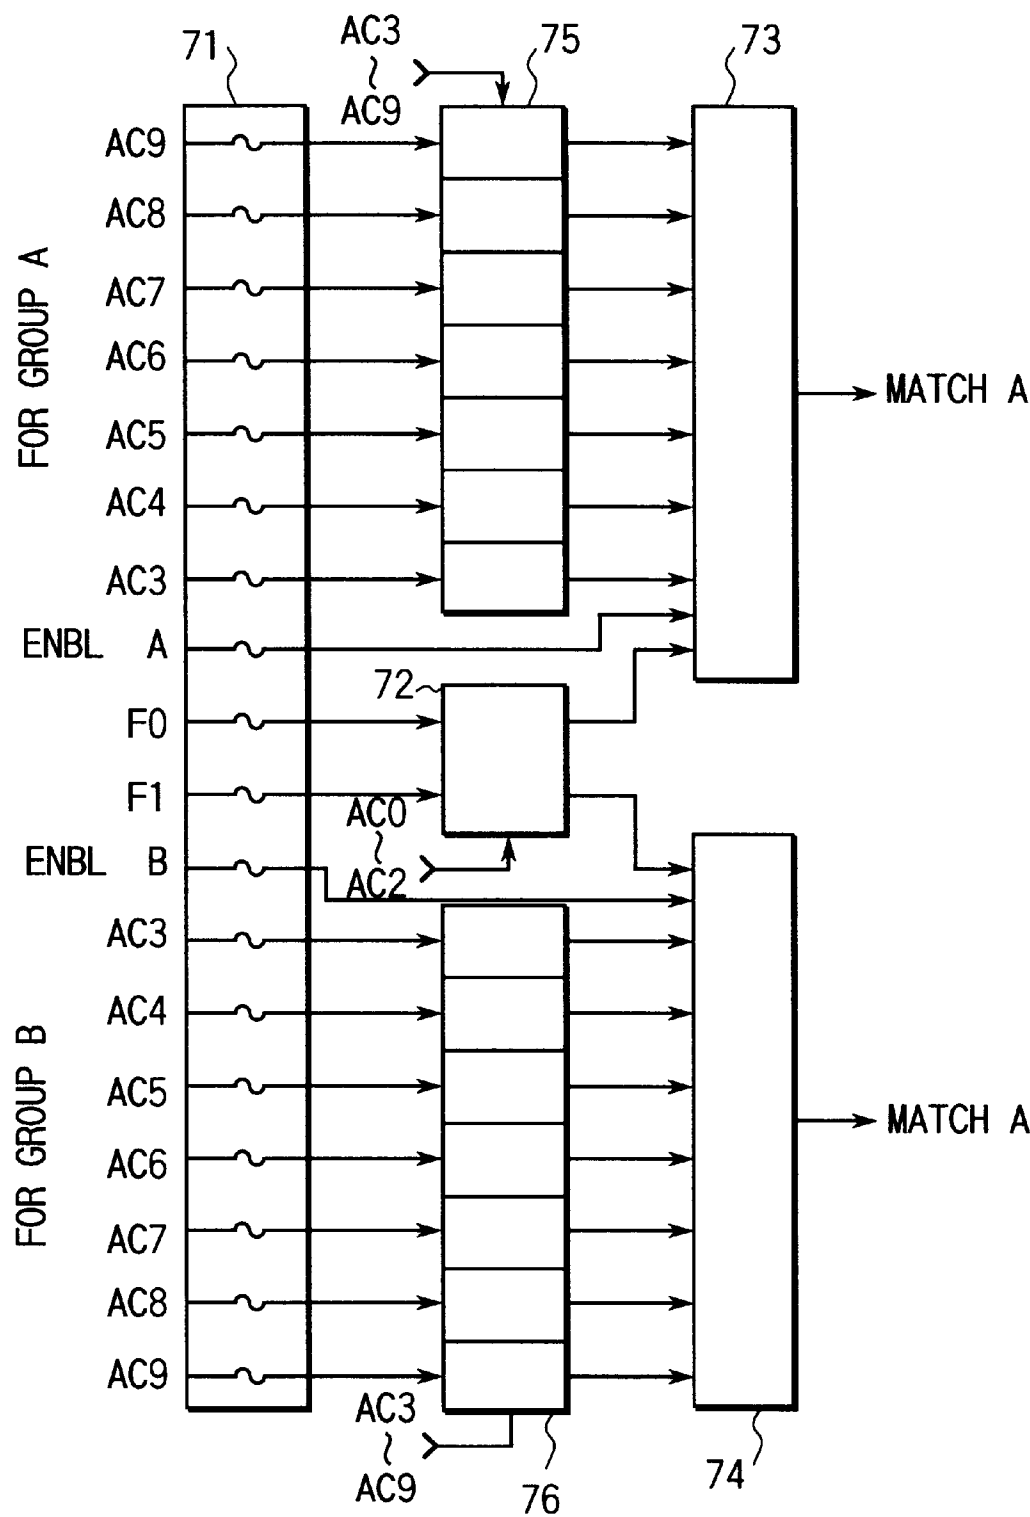 71
AC3
~
AC9
75
73
FOR GROUP A
AC9
AC8
AC7
AC6
AC5
AC4
AC3
MATCH A
ENBL A
72
F0
F1
AC0
~
AC2
ENBL B
FOR GROUP B
AC3
AC4
AC5
AC6
AC7
AC8
AC9
MATCH A
AC3
~
AC9
76
74